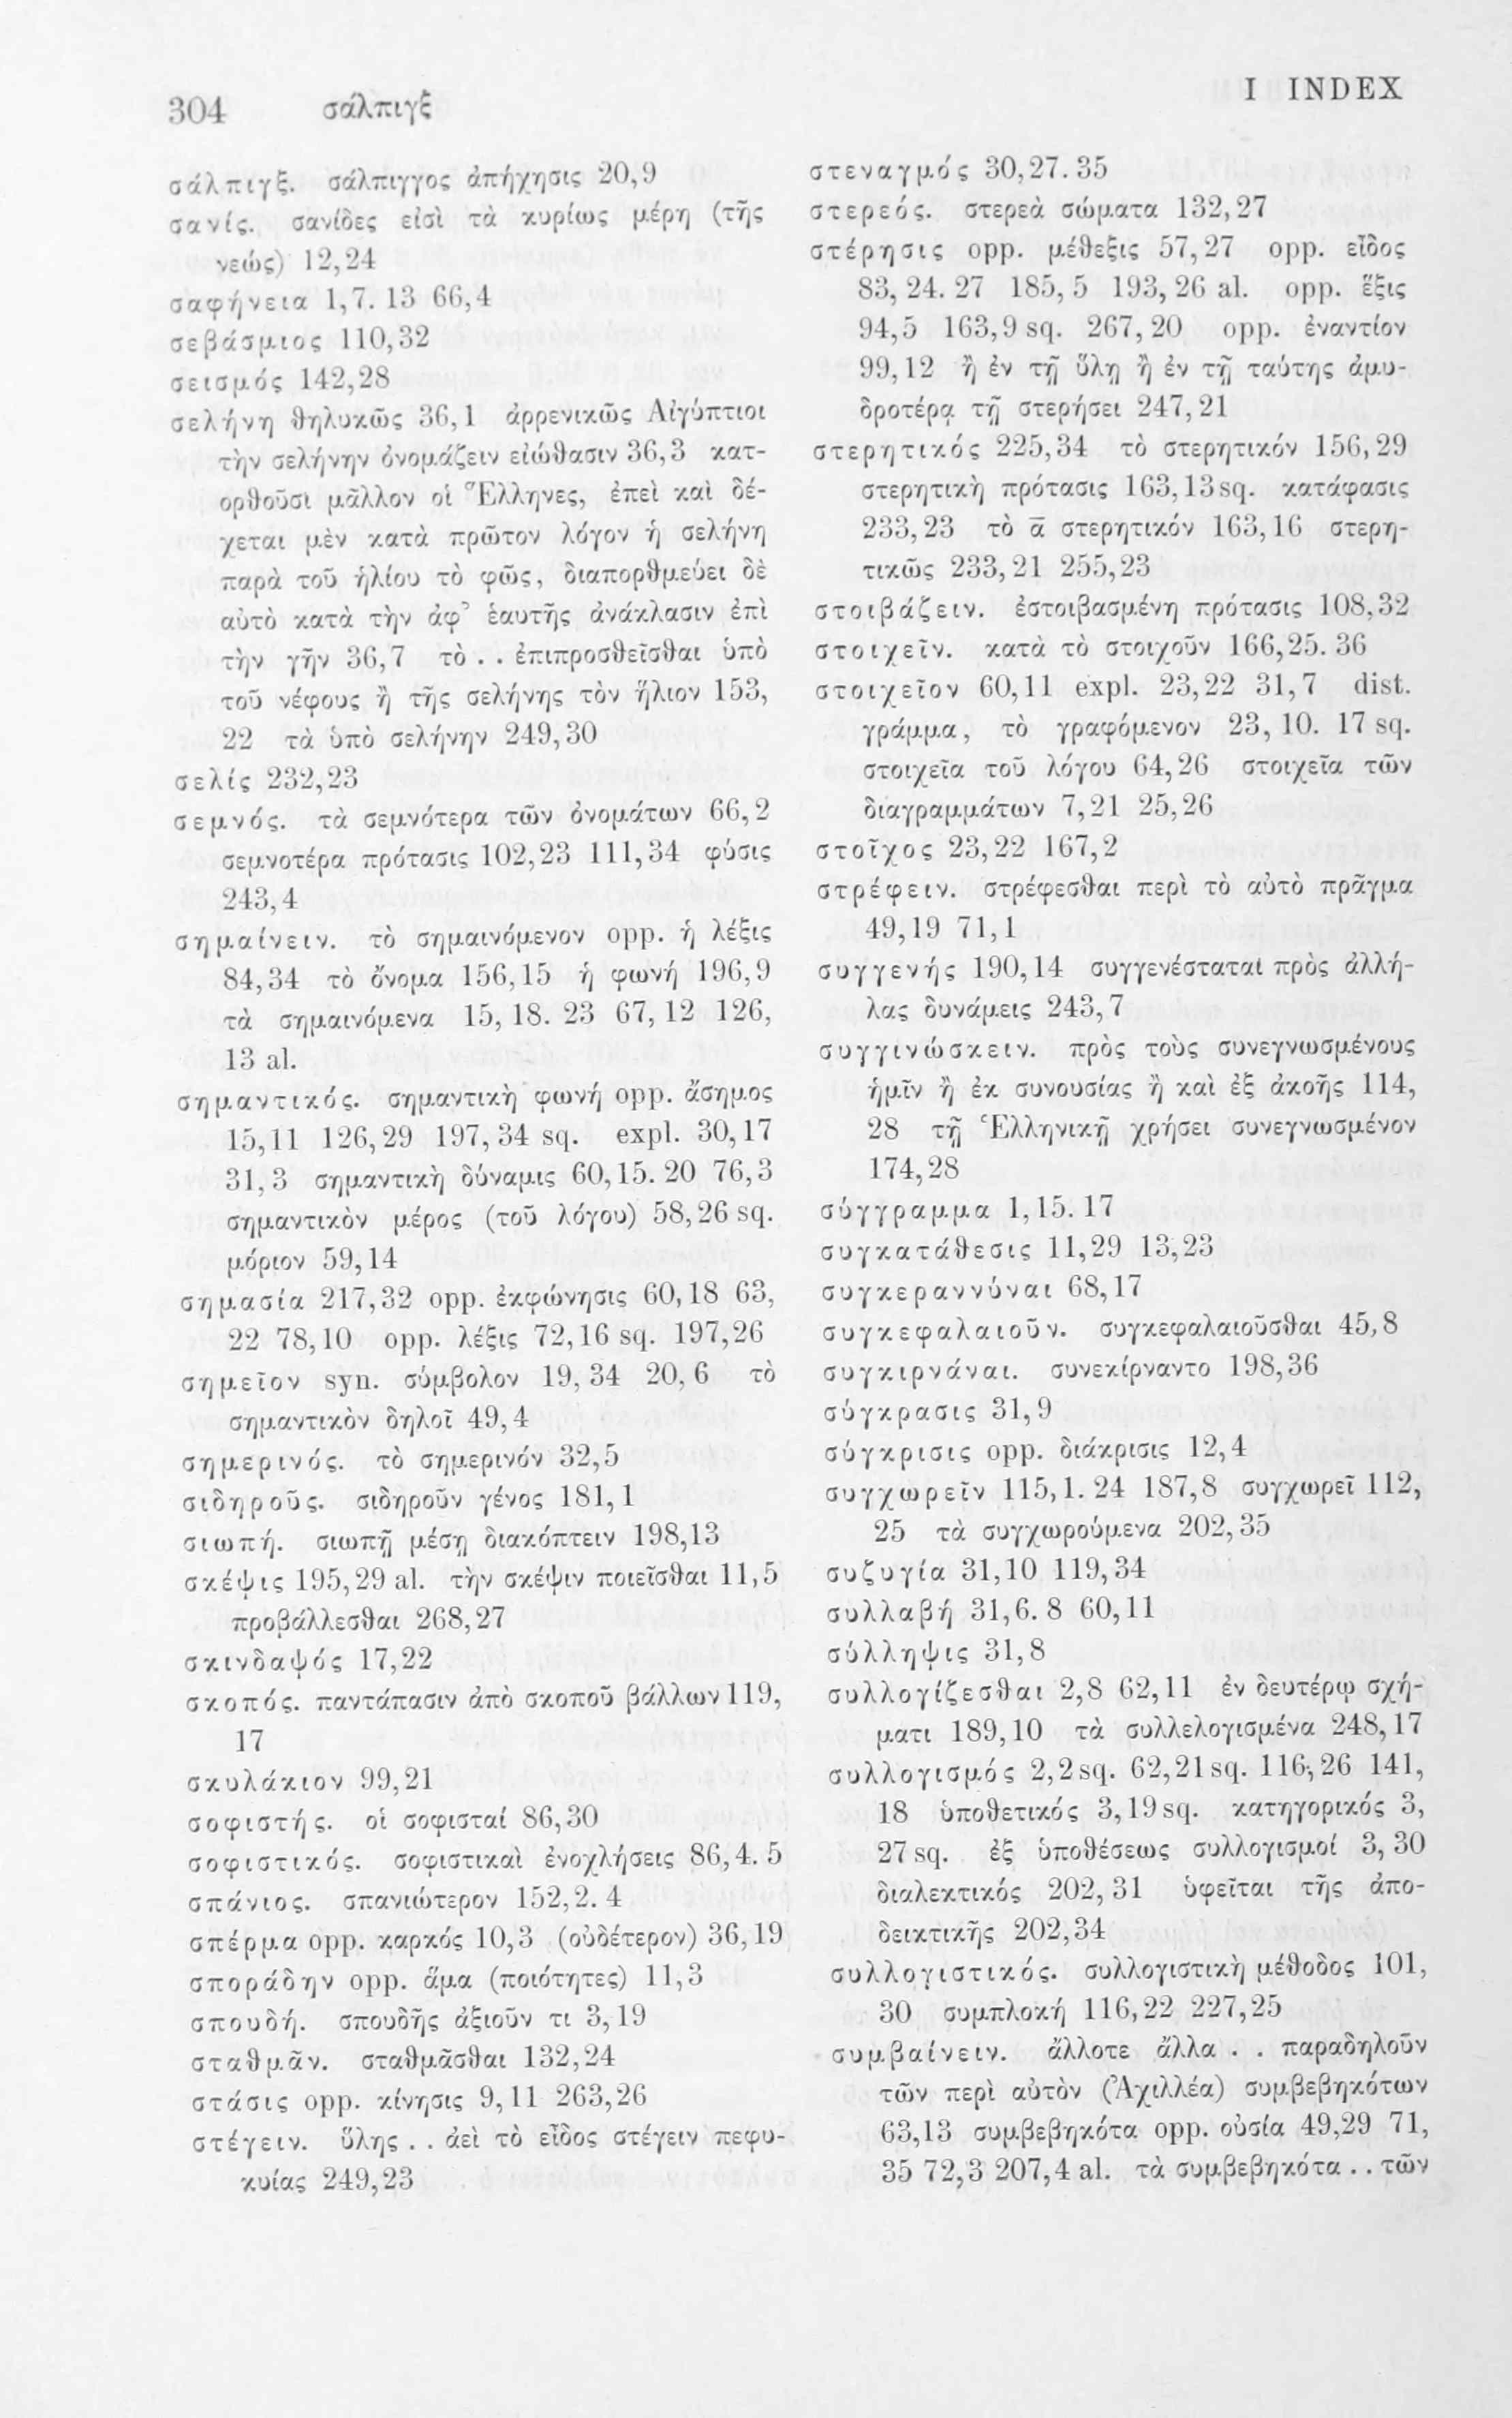 304 σάλπιγξ
I INDEX
σάλπιγξ. σάλπιγγος ἀπήχησις 20,9
σανίς. σανίδες εἰσὶ τὰ κυρίως μέρη (τῆς
νεώς) 12,24
σαφήνεια 1,7. 13 66,4
σεβάσμιος 110,32
σεισμός 142,28
σελήνη θηλυκῶς 36,1 ἀρρενικῶς Αἰγύπτιοι
τὴν σελήνην ὀνομάζειν εἰώθασιν 36,3 κατ-
ορθοῦσι μᾶλλον οἱ Ἕλληνες, ἐπεὶ καὶ δέ-
χεται μὲν κατὰ πρῶτον λόγον ἡ σελήνη
παρὰ τοῦ ἡλίου τὸ φῶς, διαπορθμεύει δὲ
αὐτὸ κατὰ τὴν ἀφ’ ἑαυτῆς ἀνάκλασιν ἐπὶ
τὴν γῆν 36,7 τὸ . . ἐπιπροσθεῖσθαι ὑπὸ
τοῦ νέφους ἢ τῆς σελήνης τὸν ἥλιον 153,
22 τὰ ὑπὸ σελήνην 249,30
σελίς 232,23
σεμνός. τὰ σεμνότερα τῶν ὀνομάτων 66,2
σεμνοτέρα πρότασις 102,23 111,34 φύσις
243,4
σημαίνειν. τὸ σημαινόμενον opp. ἡ λέξις
84,34 τὸ ὄνομα 156,15 ἡ φωνή 196,9
τὰ σημαινόμενα 15,18. 23 67,12 126,
13 al.
σημαντικός. σημαντικὴ φωνή opp. ἄσημος
15,11 126,29 197,34 sq. expl. 30,17
31,3 σημαντικὴ δύναμις 60,15. 20 76,3
σημαντικὸν μέρος (τοῦ λόγου) 58,26 sq.
μόριον 59,14
σημασία 217,32 opp. ἐκφώνησις 60,18 63,
22 78,10 opp. λέξις 72,16 sq. 197,26
σημεῖον syn. σύμβολον 19,34 20,6 τὸ
σημαντικὸν δηλοῖ 49,4
σημερινός. τὸ σημερινόν 32,5
σιδηροῦς. σιδηροῦν γένος 181,1
σιωπή. σιωπῇ μέσῃ διακόπτειν 198,13
σκέψις 195,29 al. τὴν σκέψιν ποιεῖσθαι 11,5
προβάλλεσθαι 268,27
σκινδαψός 17,22
σκοπός. παντάπασιν ἀπὸ σκοποῦ βάλλων 119,
17
σκυλάκιον 99,21
σοφιστής. οἱ σοφισταί 86,30
σοφιστικός. σοφιστικαὶ ἐνοχλήσεις 86,4. 5
σπάνιος. σπανιώτερον 152,2. 4
σπέρμα opp. καρκός 10,3 (οὐδέτερον) 36,19
σποράδην opp. ἅμα (ποιότητες) 11,3
σπουδή. σπουδῆς ἀξιοῦν τι 3,19
σταθμᾶν. σταθμᾶσθαι 132,24
στάσις opp. κίνησις 9,11 263,26
στέγειν. ὕλης . . ἀεὶ τὸ εἶδος στέγειν πεφυ-
κυίας 249,23
στεναγμός 30,27. 35
στερεός. στερεὰ σώματα 132,27
στέρησις opp. μέθεξις 57,27 opp. εἶδος
83,24. 27 185,5 193,26 al. opp. ἕξις
94,5 163,9 sq. 267,20 opp. ἐναντίον
99,12 ἢ ἐν τῇ ὕλῃ ἢ ἐν τῇ ταύτης ἀμυ-
δροτέρᾳ τῇ στερήσει 247,21
στερητικός 225,34 τὸ στερητικόν 156,29
στερητικὴ πρότασις 163,13 sq. κατάφασις
233,23 τὸ ᾱ στερητικόν 163,16 στερη-
τικῶς 233,21 255,23
στοιβάζειν. ἐστοιβασμένη πρότασις 108,32
στοιχεῖν. κατὰ τὸ στοιχοῦν 166,25. 36
στοιχεῖον 60,11 expl. 23,22 31,7 dist.
γράμμα, τὸ γραφόμενον 23,10. 17 sq.
στοιχεῖα τοῦ λόγου 64,26 στοιχεῖα τῶν
διαγραμμάτων 7,21 25,26
στοῖχος 23,22 167,2
στρέφειν. στρέφεσθαι περὶ τὸ αὐτὸ πρᾶγμα
49,19 71,1
συγγενής 190,14 συγγενέσταται πρὸς ἀλλή-
λας δυνάμεις 243,7
συγγινώσκειν. πρὸς τοὺς συνεγνωσμένους
ἡμῖν ἢ ἐκ συνουσίας ἢ καὶ ἐξ ἀκοῆς 114,
28 τῇ Ἑλληνικῇ χρήσει συνεγνωσμένον
174,28
σύγγραμμα 1,15. 17
συγκατάθεσις 11,29 13,23
συγκεραννύναι 68,17
συγκεφαλαιοῦν. συγκεφαλαιοῦσθαι 45,8
συγκιρνάναι. συνεκίρναντο 198,36
σύγκρασις 31,9
σύγκρισις opp. διάκρισις 12,4
συγχωρεῖν 115,1. 24 187,8 συγχωρεῖ 112,
25 τὰ συγχωρούμενα 202,35
συζυγία 31,10 119,34
συλλαβή 31,6. 8 60,11
σύλληψις 31,8
συλλογίζεσθαι 2,8 62,11 ἐν δευτέρῳ σχή-
ματι 189,10 τὰ συλλελογισμένα 248,17
συλλογισμός 2,2 sq. 62,21 sq. 116,26 141,
18 ὑποθετικός 3,19 sq. κατηγορικός 3,
27 sq. ἐξ ὑποθέσεως συλλογισμοί 3,30
διαλεκτικός 202,31 ὑφεῖται τῆς ἀπο-
δεικτικῆς 202,34
συλλογιστικός. συλλογιστικὴ μέθοδος 101,
30 συμπλοκή 116,22 227,25
συμβαίνειν. ἄλλοτε ἄλλα . . παραδηλοῦν
τῶν περὶ αὐτὸν (Ἀχιλλέα) συμβεβηκότων
63,13 συμβεβηκότα opp. οὐσία 49,29 71,
35 72,3 207,4 al. τὰ συμβεβηκότα . . τῶν